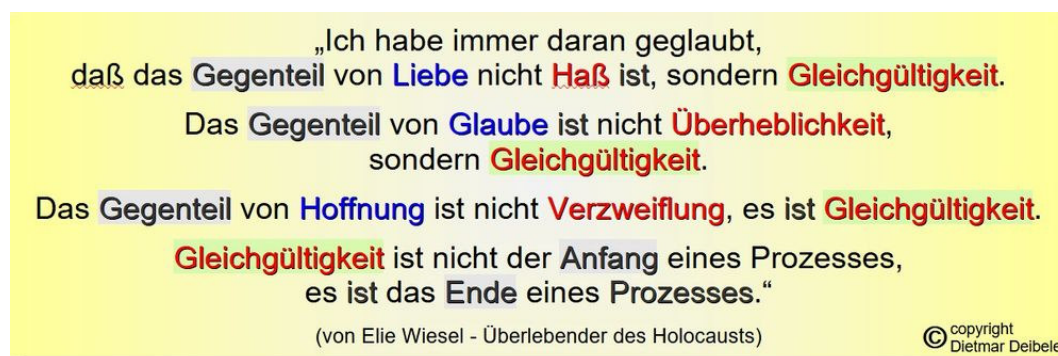 „Ich habe immer daran geglaubt,
daß das Gegenteil von Liebe nicht Haß ist, sondern Gleichgültigkeit.
Das Gegenteil von Glaube ist nicht Überheblichkeit,
sondern Gleichgültigkeit.
Das Gegenteil von Hoffnung ist nicht Verzweiflung, es ist Gleichgültigkeit.
Gleichgültigkeit ist nicht der Anfang eines Prozesses,
es ist das Ende eines Prozesses.“
(von Elie Wiesel - Überlebender des Holocausts)
© copyright
Dietmar Deibele